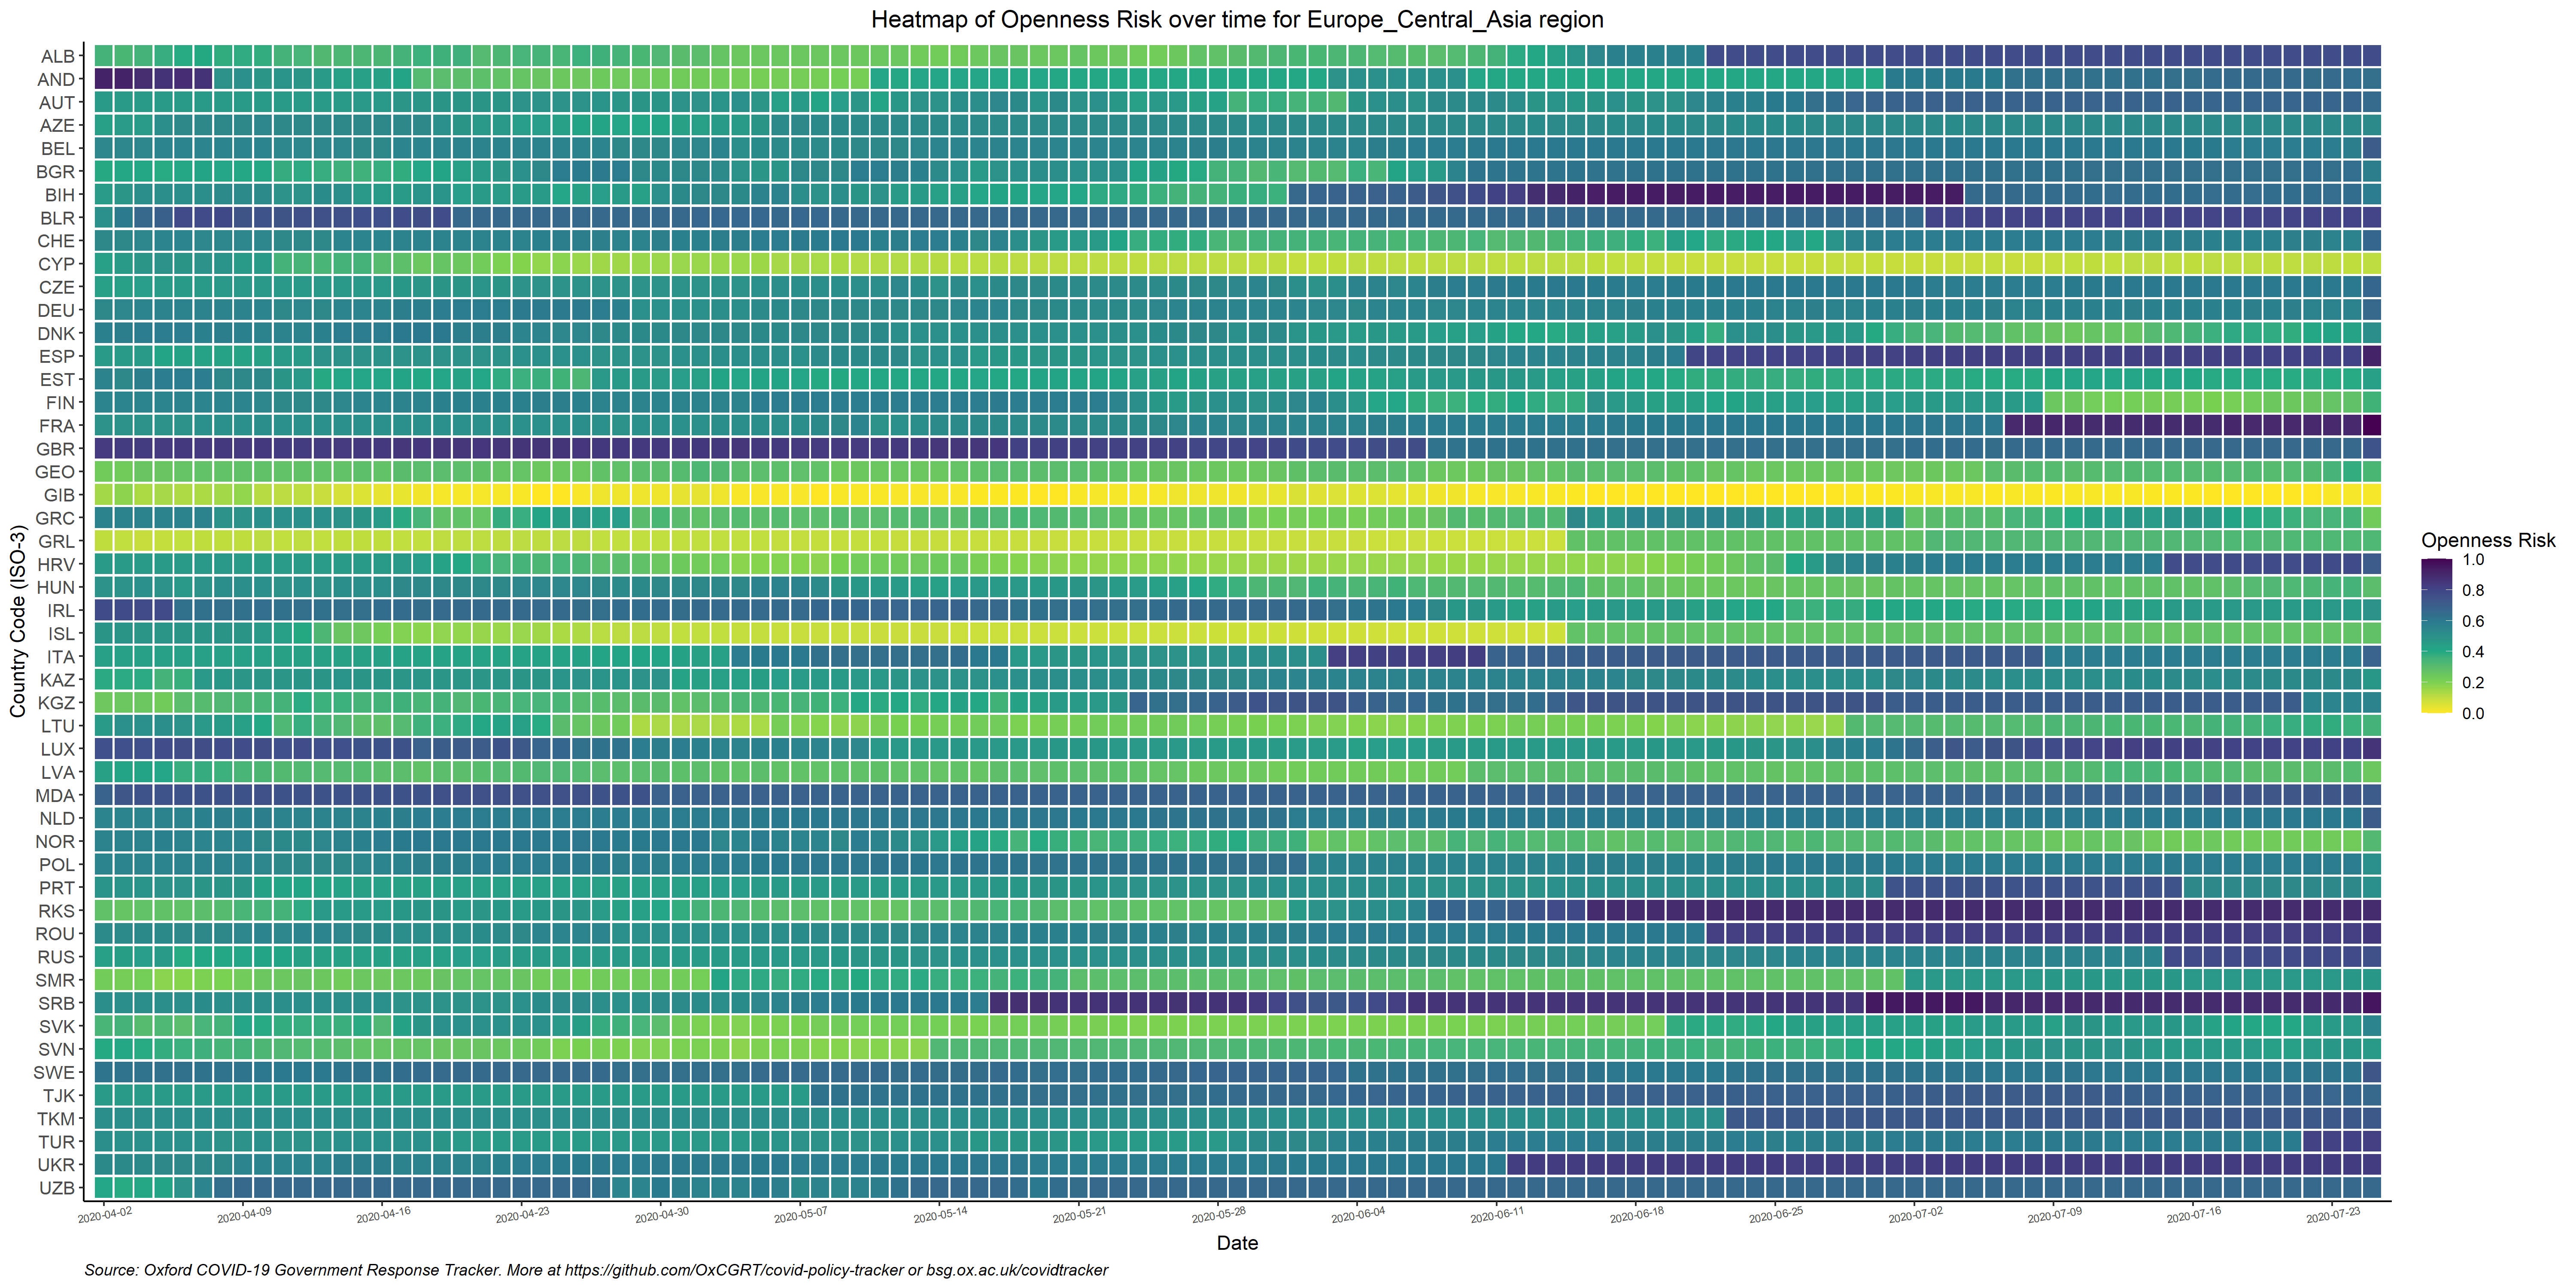 Heatmap of Openness Risk over time for Europe_Central_Asia region
Country Code (ISO-3)
ALB
AND
AUT
AZE
BEL
BGR
BIH
BLR
CHE
CYP
CZE
DEU
DNK
ESP
EST
FIN
FRA
GBR
GEO
GIB
GRC
GRL
HRV
HUN
IRL
ISL
ITA
KAZ
KGZ
LTU
LUX
LVA
MDA
NLD
NOR
POL
PRT
RKS
ROU
RUS
SMR
SRB
SVK
SVN
SWE
TJK
TKM
TUR
UKR
UZB
2020-04-02 2020-04-09 2020-04-16 2020-04-23 2020-04-30 2020-05-07 2020-05-14 2020-05-21 2020-05-28 2020-06-04 2020-06-11 2020-06-18 2020-06-25 2020-07-02 2020-07-09 2020-07-16 2020-07-23
Date
Openness Risk
1.0
0.8
0.6
0.4
0.2
0.0
Source: Oxford COVID-19 Government Response Tracker. More at https://github.com/OxCGRT/covid-policy-tracker or bsg.ox.ac.uk/covidtracker